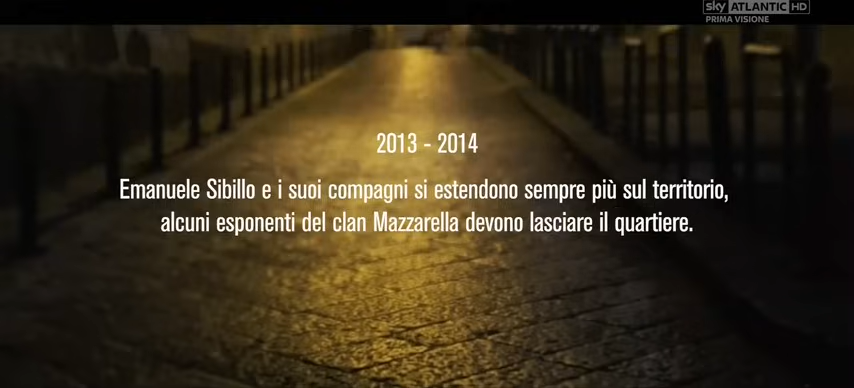 sky ATLANTIC HD
PRIMA VISIONE
2013 - 2014
Emanuele Sibillo e i suoi compagni si estendono sempre più sul territorio,
alcuni esponenti del clan Mazzarella devono lasciare il quartiere.